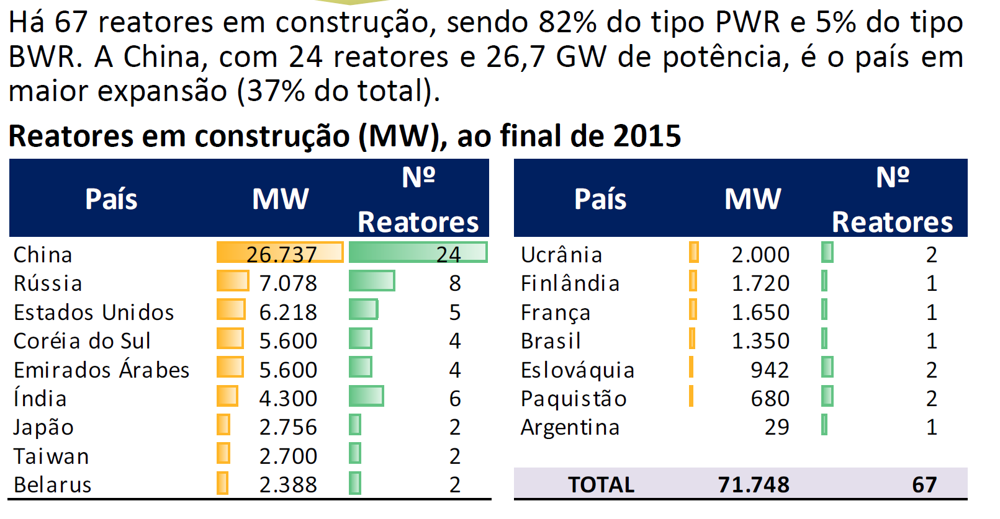 Há 67 reatores em construção, sendo 82% do tipo PWR e 5% do tipo
BWR. A China, com 24 reatores e 26,7 GW de potência, é o país em
maior expansão (37% do total).
Reatores em construção (MW), ao final de 2015
País MW Nº Reatores
China 26.737 24
Rússia 7.078 8
Estados Unidos 6.218 5
Coréia do Sul 5.600 4
Emirados Árabes 5.600 4
Índia 4.300 6
Japão 2.756 2
Taiwan 2.700 2
Belarus 2.388 2
País MW Nº Reatores
Ucrânia 2.000 2
Finlândia 1.720 1
França 1.650 1
Brasil 1.350 1
Eslováquia 942 2
Paquistão 680 2
Argentina 29 1
TOTAL 71.748 67